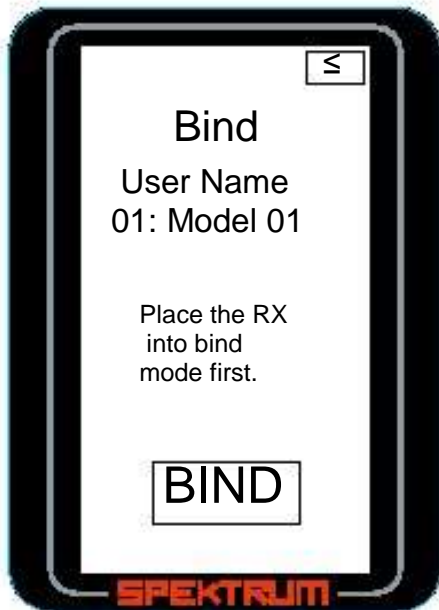 ≤
Bind
User Name
01: Model 01
Place the RX
into bind
mode first.
BIND
SPEKTRUM